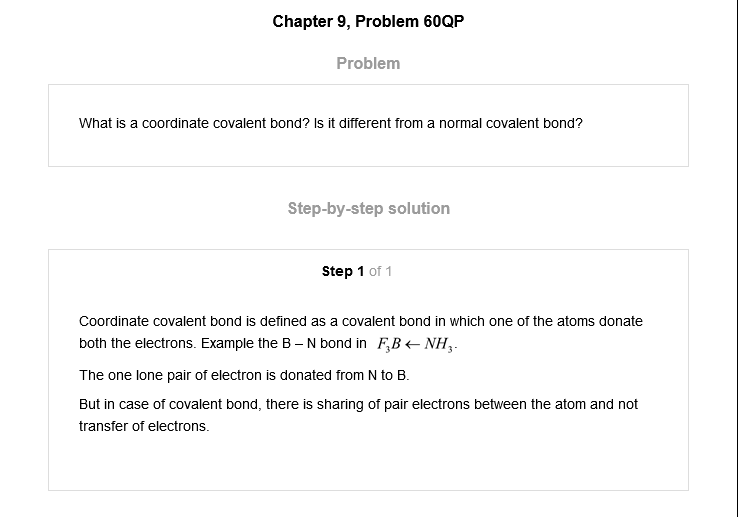 Chapter 9, Problem 60QP
Problem
What is a coordinate covalent bond? Is it different from a normal covalent bond?
Step-by-step solution
Step 1 of 1
Coordinate covalent bond is defined as a covalent bond in which one of the atoms donate
both the electrons. Example the B – N bond in F₃B ← NH₃.
The one lone pair of electron is donated from N to B.
But in case of covalent bond, there is sharing of pair electrons between the atom and not
transfer of electrons.